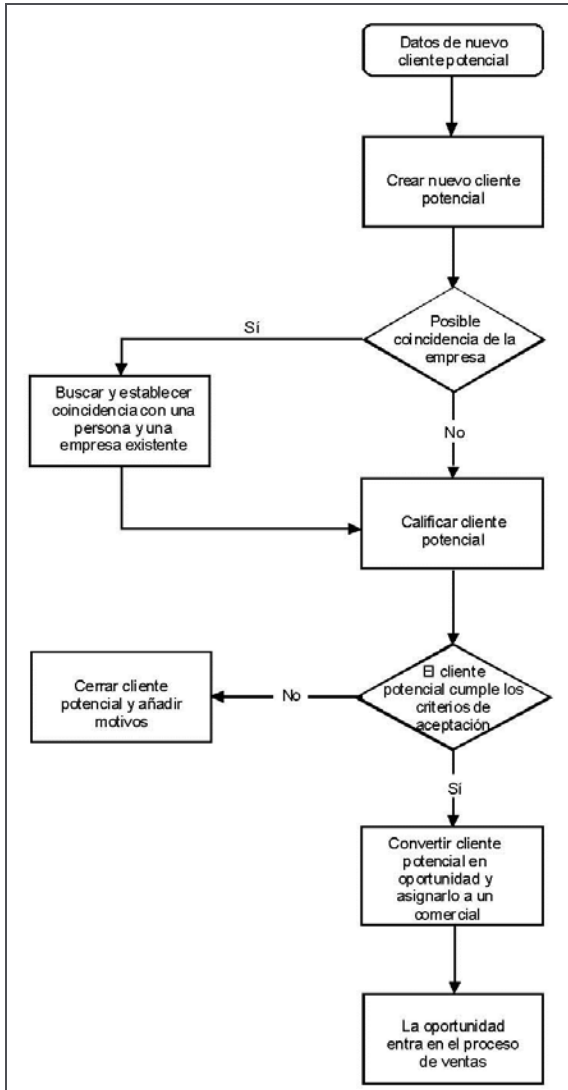 Datos de nuevo
cliente potencial
Crear nuevo cliente
potencial
Posible
coincidencia de la
empresa
Sí
Buscar y establecer
coincidencia con una
persona y una
empresa existente
No
Calificar cliente
potencial
El cliente
potencial cumple los
criterios de
aceptación
No
Cerrar cliente
potencial y añadir
motivos
Sí
Convertir cliente
potencial en
oportunidad y
asignarlo a un
comercial
La oportunidad
entra en el proceso
de ventas